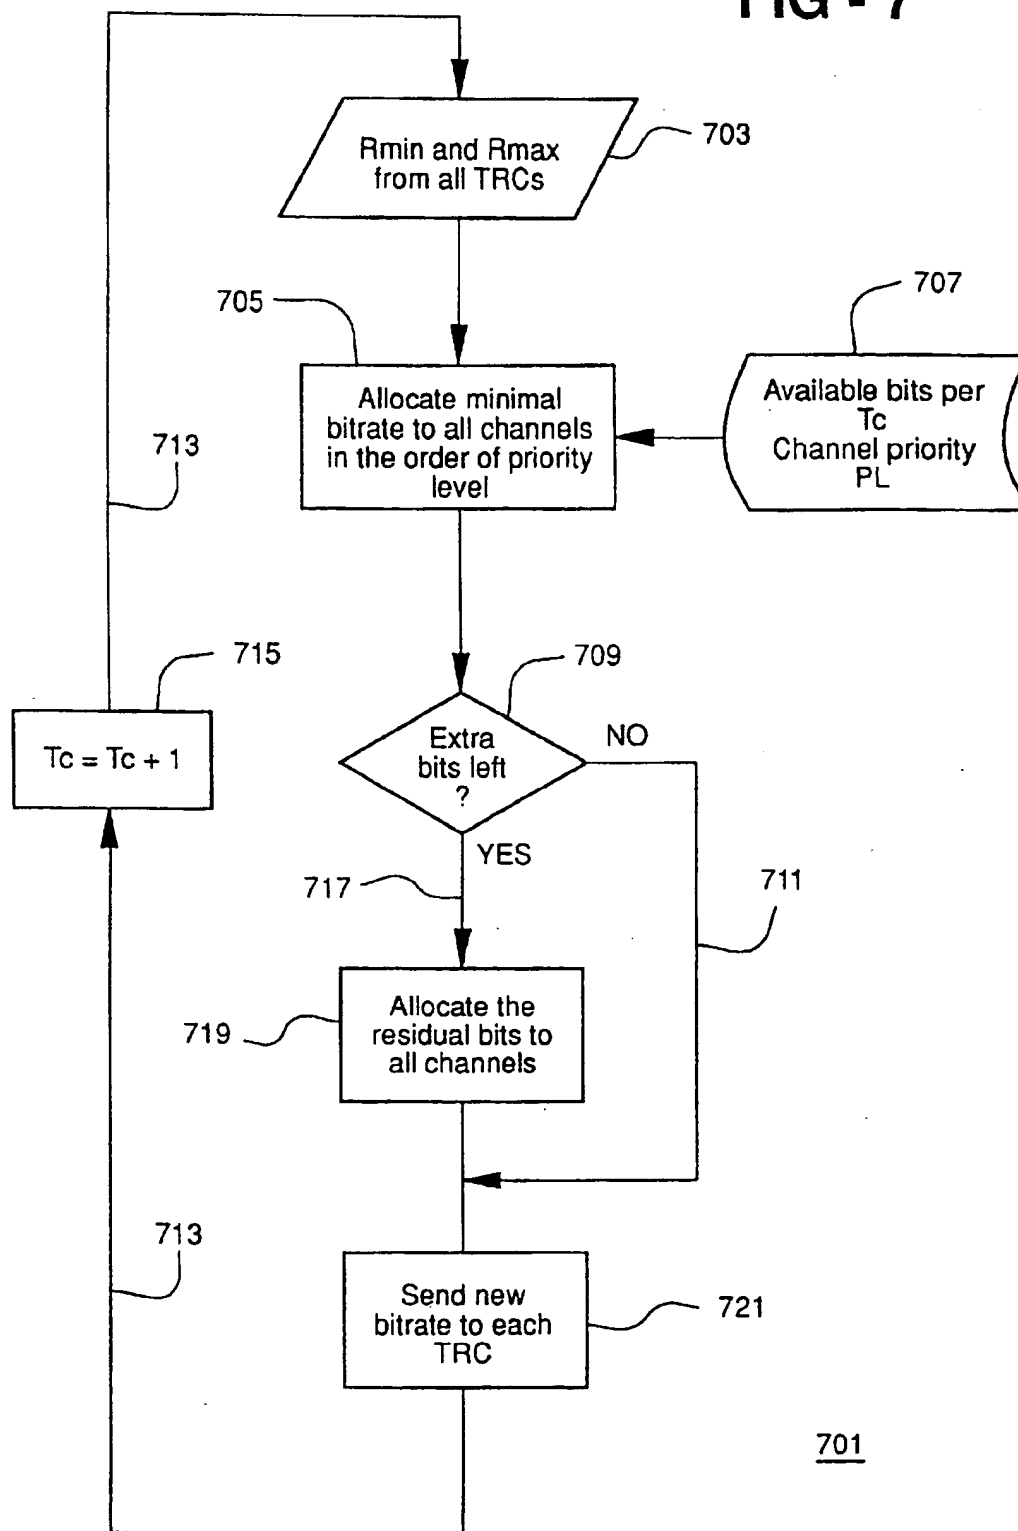 FIG - 7
Rmin and Rmax
from all TRCs
703
705
707
Allocate minimal
bitrate to all channels
in the order of priority
level
Available bits per
Tc
Channel priority
PL
713
715
709
Tc = Tc + 1
Extra
bits left
?
NO
YES
717
711
Allocate the
residual bits to
all channels
719
713
Send new
bitrate to each
TRC
721
701